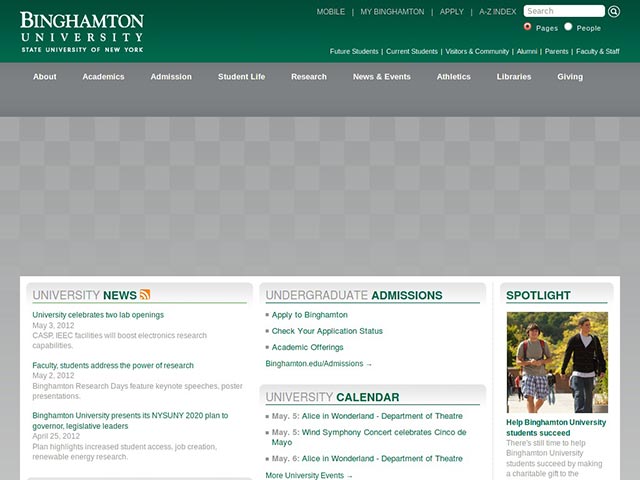 BINGHAMTON
UNIVERSITY
STATE UNIVERSITY OF NEW YORK
MOBILE | MY BINGHAMTON | APPLY | A-Z INDEX
Search
Pages People
Future Students | Current Students | Visitors & Community | Alumni | Parents | Faculty & Staff
About Academics Admission Student Life Research News & Events Athletics Libraries Giving
UNIVERSITY NEWS
University celebrates two lab openings
May 3, 2012
CASP, IEEC facilities will boost electronics research
capabilities.
Faculty, students address the power of research
May 2, 2012
Binghamton Research Days feature keynote speeches, poster
presentations.
Binghamton University presents its NYSUNY 2020 plan to
governor, legislative leaders
April 25, 2012
Plan highlights increased student access, job creation,
renewable energy research.
UNDERGRADUATE ADMISSIONS
Apply to Binghamton
Check Your Application Status
Academic Offerings
Binghamton.edu/Admissions →
UNIVERSITY CALENDAR
May. 5: Alice in Wonderland - Department of Theatre
May. 5: Wind Symphony Concert celebrates Cinco de
Mayo
May. 6: Alice in Wonderland - Department of Theatre
More University Events →
SPOTLIGHT
Help Binghamton University
students succeed
There's still time to help
Binghamton University
students succeed by making
a charitable gift to the